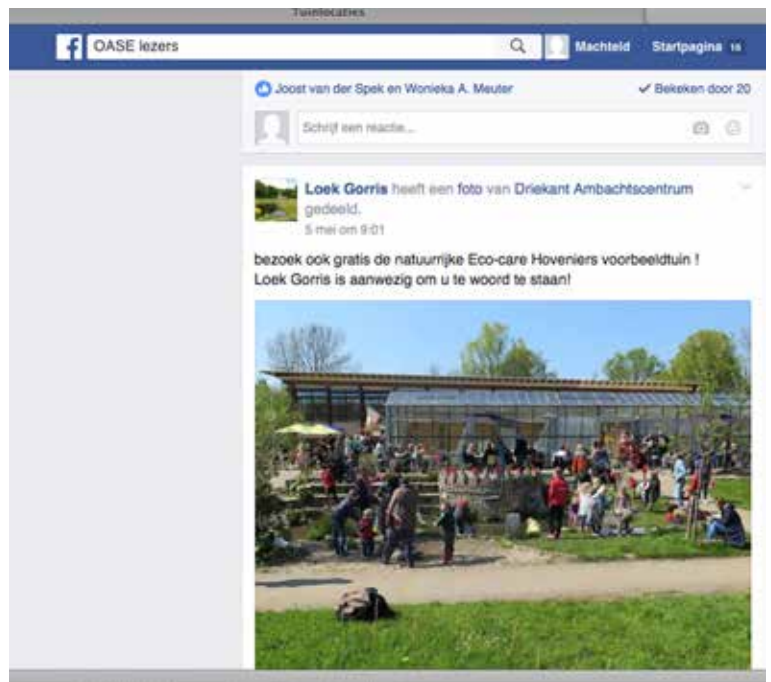 Tuinlocaties
f OASE lezers Machteld Startpagina 16
Joost van der Spek en Wonieka A. Meuter Bekeken door 20
Schrijf een reactie...
Loek Gorris heeft een foto van Driekant Ambachtscentrum
gedeeld.
5 mei om 9:01
bezoek ook gratis de natuurrijke Eco-care Hoveniers voorbeeldtuin !
Loek Gorris is aanwezig om u te woord te staan!